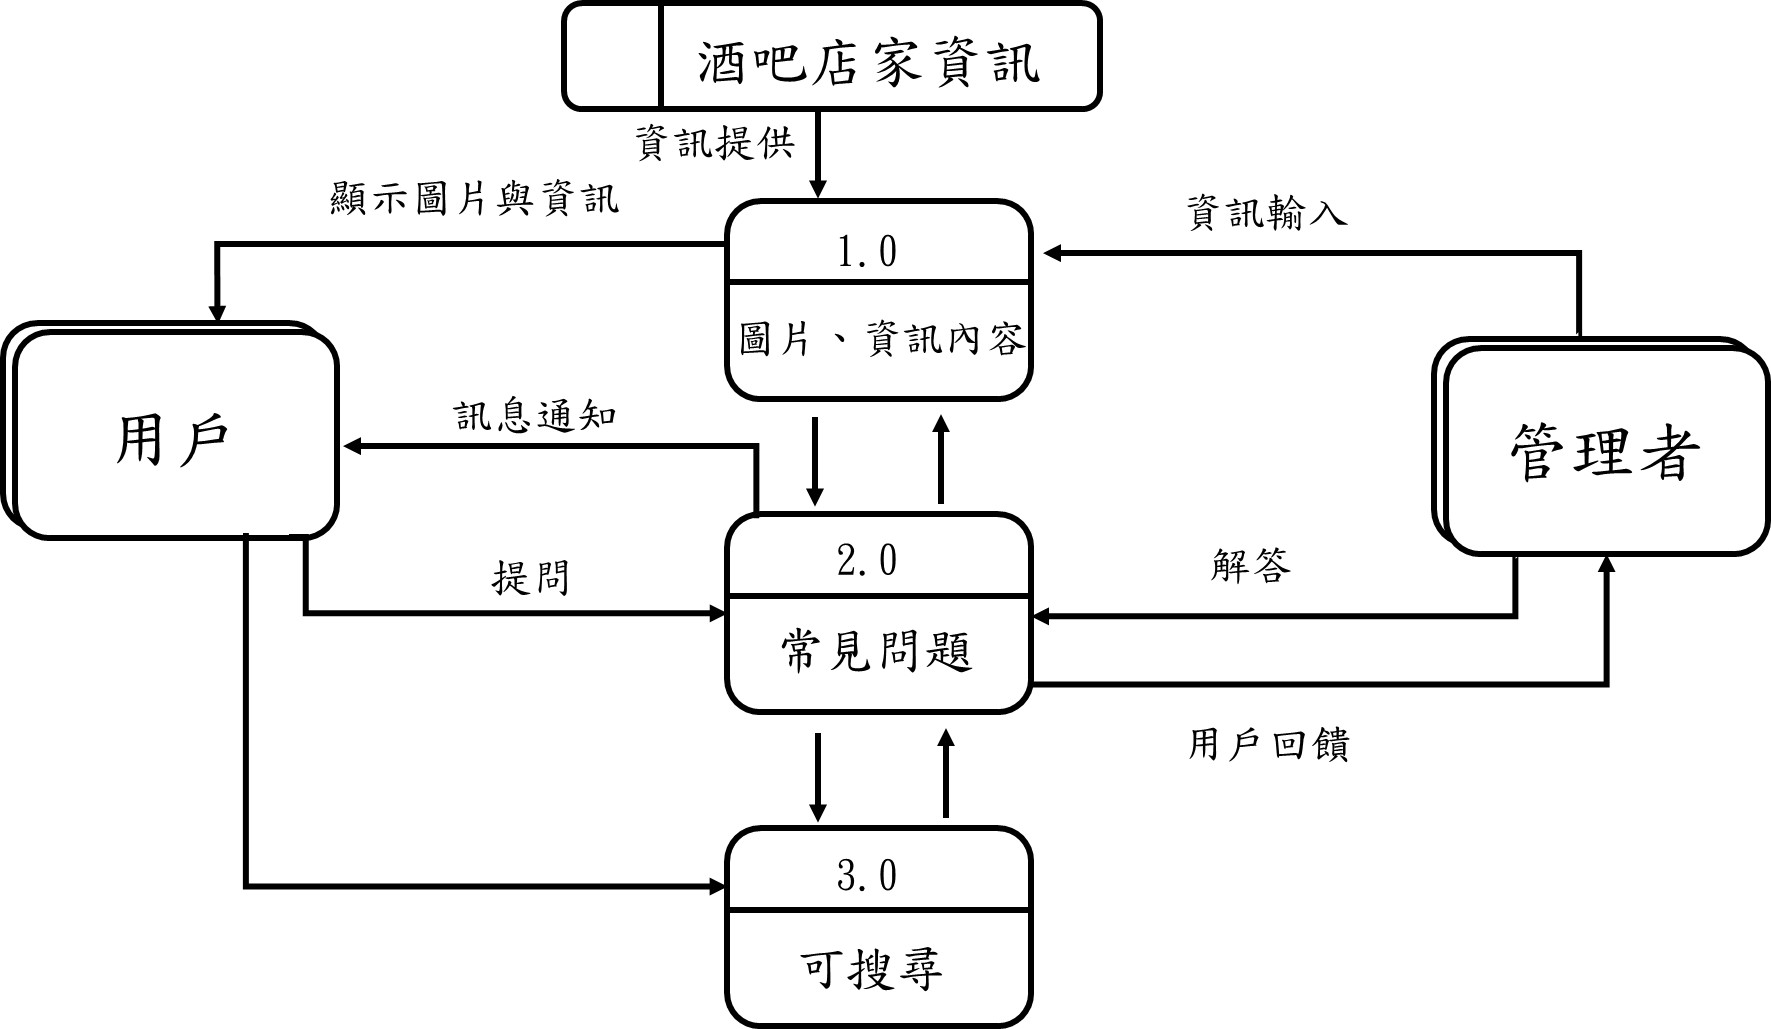 酒吧店家資訊
資訊提供
顯示圖片與資訊
資訊輸入
1.0
圖片、資訊內容
用戶
訊息通知
管理者
2.0
常見問題
提問
解答
用戶回饋
3.0
可搜尋